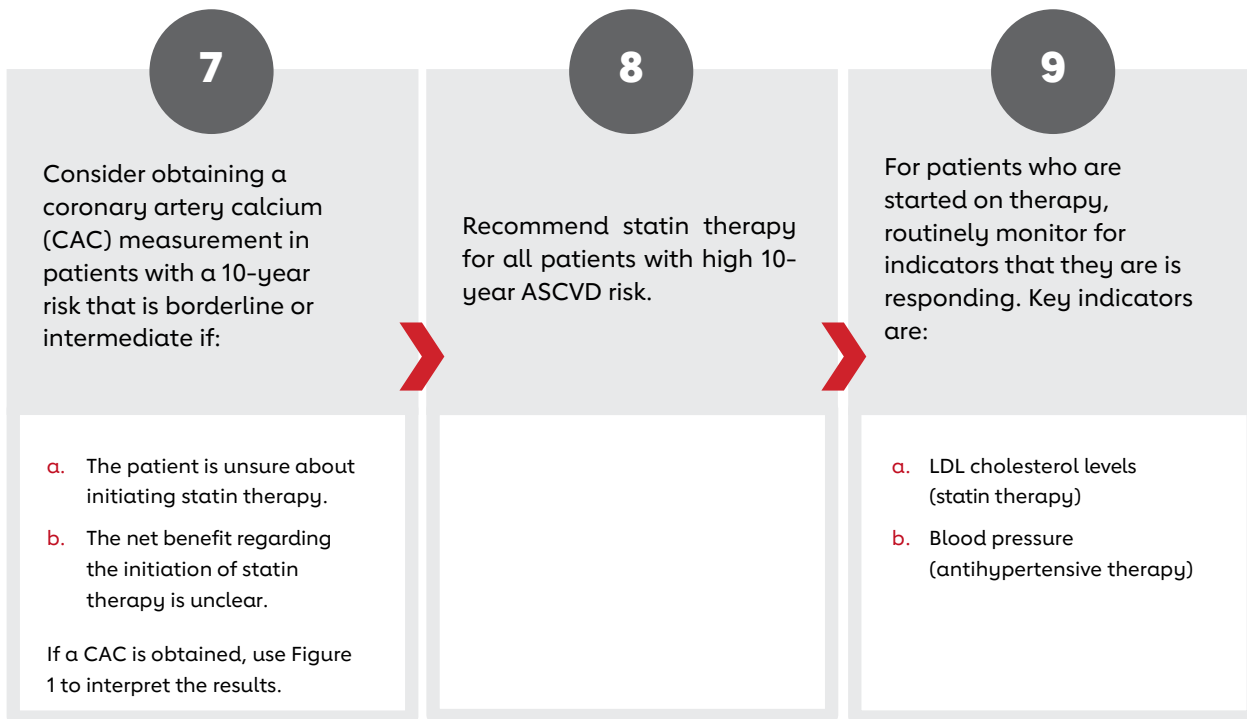 7
Consider obtaining a
coronary artery calcium
(CAC) measurement in
patients with a 10-year
risk that is borderline or
intermediate if:
a. The patient is unsure about
initiating statin therapy.
b. The net benefit regarding
the initiation of statin
therapy is unclear.
If a CAC is obtained, use Figure
1 to interpret the results.
8
Recommend statin therapy
for all patients with high 10-
year ASCVD risk.
9
For patients who are
started on therapy,
routinely monitor for
indicators that they are is
responding. Key indicators
are:
a. LDL cholesterol levels
(statin therapy)
b. Blood pressure
(antihypertensive therapy)